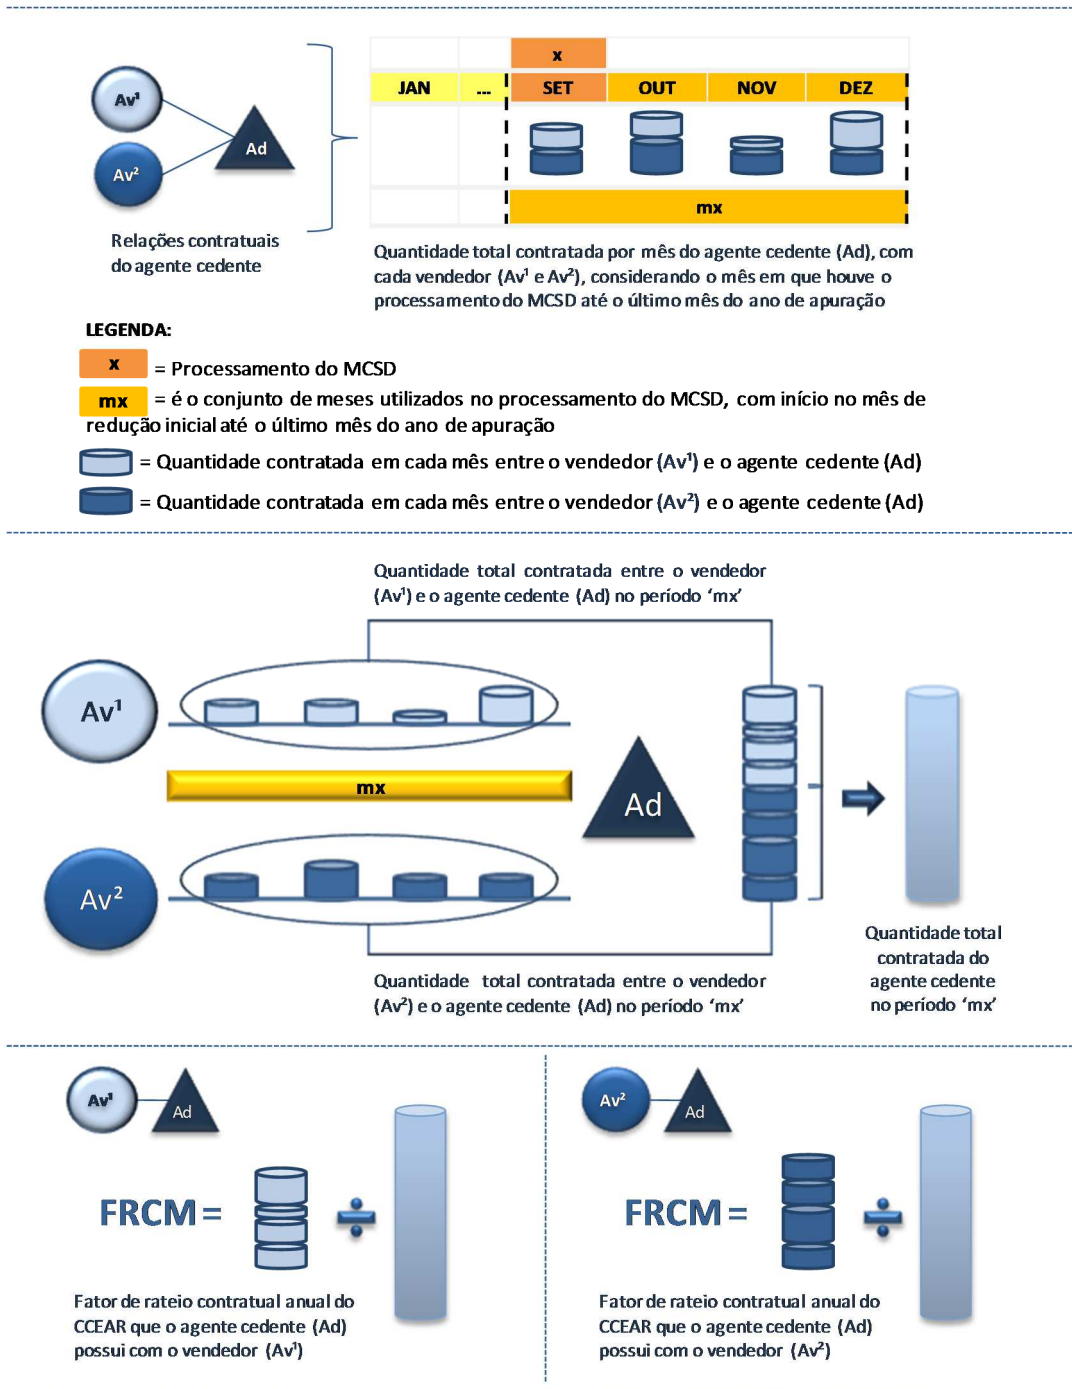 x
JAN ... SET OUT NOV DEZ
Av¹
Ad
Av²
mx
Relações contratuais
do agente cedente
Quantidade total contratada por mês do agente cedente (Ad), com
cada vendedor (Av¹ e Av²), considerando o mês em que houve o
processamento do MCSD até o último mês do ano de apuração
LEGENDA:
x = Processamento do MCSD
mx = é o conjunto de meses utilizados no processamento do MCSD, com início no mês de
redução inicial até o último mês do ano de apuração
= Quantidade contratada em cada mês entre o vendedor (Av¹) e o agente cedente (Ad)
= Quantidade contratada em cada mês entre o vendedor (Av²) e o agente cedente (Ad)
Quantidade total contratada entre o vendedor
(Av¹) e o agente cedente (Ad) no período ‘mx’
Av¹
mx
Ad
Av²
Quantidade total
contratada do
agente cedente
no período ‘mx’
Quantidade total contratada entre o vendedor
(Av²) e o agente cedente (Ad) no período ‘mx’
Av¹
Ad
FRCM = ÷
Fator de rateio contratual anual do
CCEAR que o agente cedente (Ad)
possui com o vendedor (Av¹)
Av²
Ad
FRCM = ÷
Fator de rateio contratual anual do
CCEAR que o agente cedente (Ad)
possui com o vendedor (Av²)